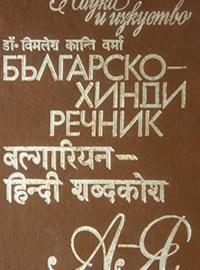 Наука
и изкуство
डॉ॰ विमलेश कान्ति वर्मा
БЪЛГАРСКО—
ХИНДИ
РЕЧНИК
बल्गारियन—
हिन्दी शब्दकोश
А—Я